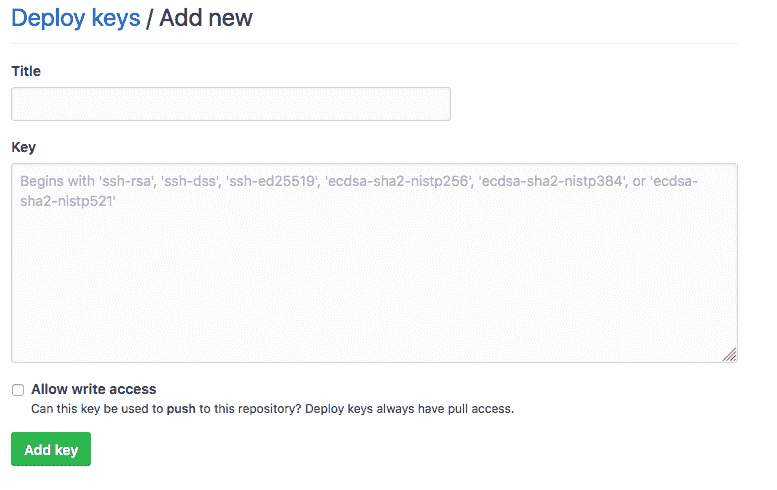 Deploy keys / Add new
Title
Key
Begins with 'ssh-rsa', 'ssh-dss', 'ssh-ed25519', 'ecdsa-sha2-nistp256', 'ecdsa-sha2-nistp384', or 'ecdsa-
sha2-nistp521'
Allow write access
Can this key be used to push to this repository? Deploy keys always have pull access.
Add key